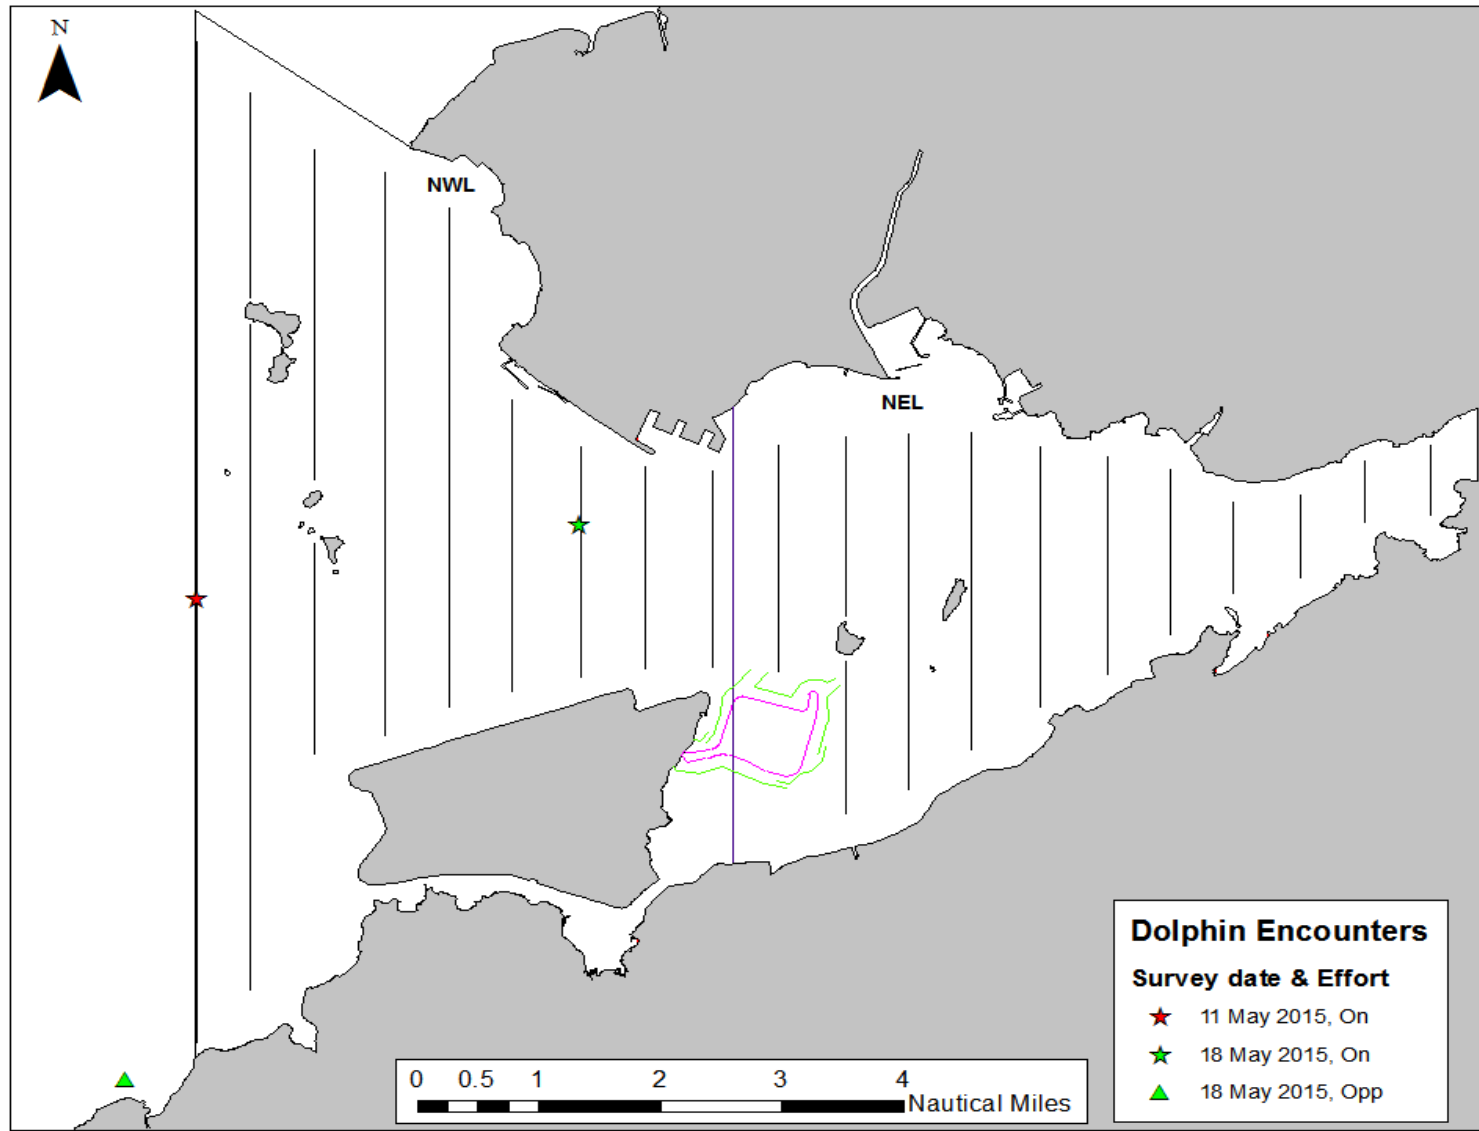 N
NWL
NEL
Dolphin Encounters
Survey date & Effort
11 May 2015, On
18 May 2015, On
18 May 2015, Opp
0 0.5 1 2 3 4
Nautical Miles